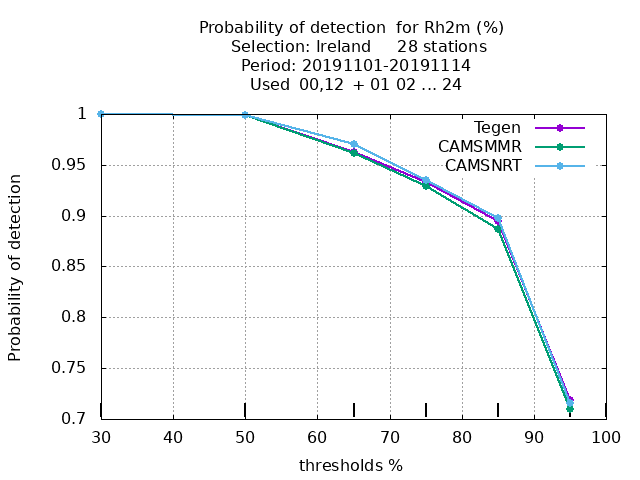 Probability of detection  for Rh2m (%)
Selection: Ireland     28 stations
Period: 20191101-20191114
Used  00,12  + 01 02 ... 24
Tegen
CAMSMMR
CAMSNRT
Probability of detection
1
0.95
0.9
0.85
0.8
0.75
0.7
30 40 50 60 70 80 90 100
thresholds %